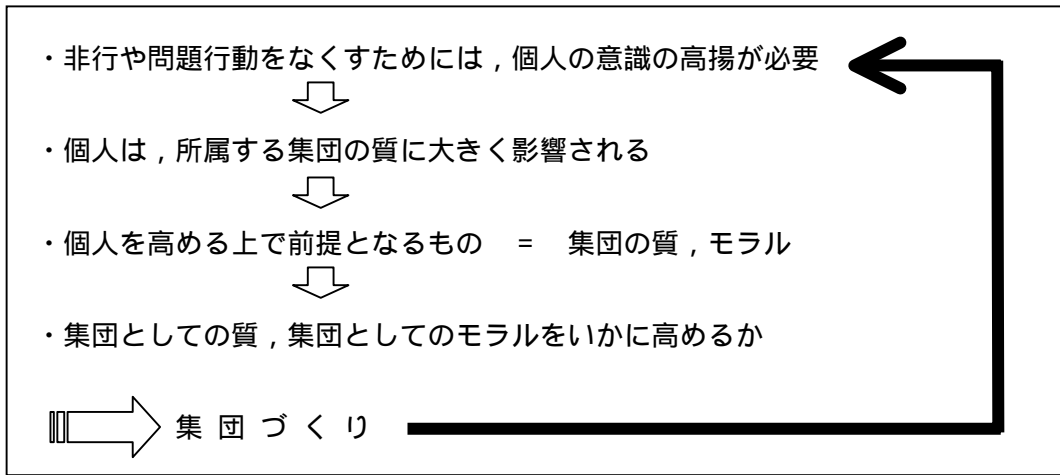 ・非行や問題行動をなくすためには，個人の意識の高揚が必要
・個人は，所属する集団の質に大きく影響される
・個人を高める上で前提となるもの　=　集団の質，モラル
・集団としての質，集団としてのモラルをいかに高めるか
集 団 づ く り